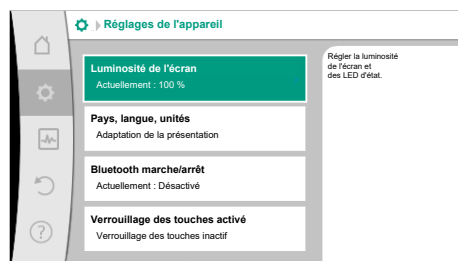 Réglages de l'appareil
Luminosité de l'écran
Actuellement : 100 %
Pays, langue, unités
Adaptation de la présentation
Bluetooth marche/arrêt
Actuellement : Désactivé
Verrouillage des touches activé
Verrouillage des touches inactif
Régler la luminosité
de l'écran et
des LED d'état.